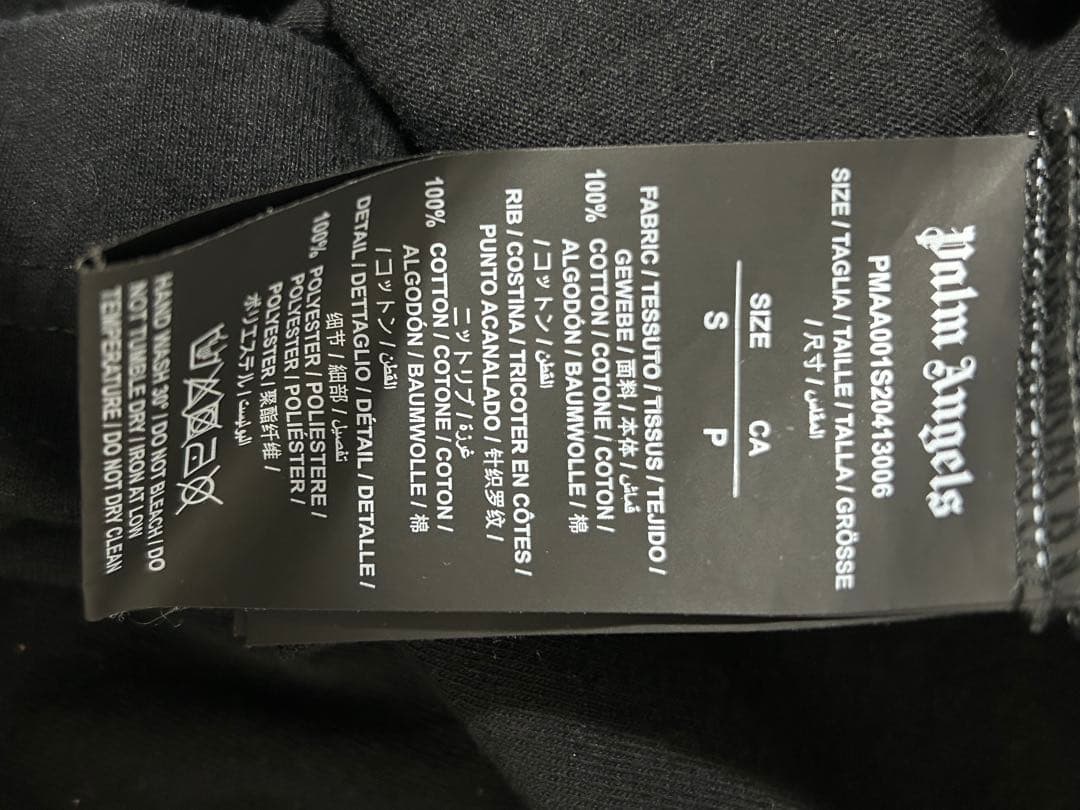 Palm Angels
PMAA001S20413006
SIZE / TAGLIA / TAILLE / TALLA / GRÖSSE
/ 尺寸 / المقاس
SIZE CA
S P
FABRIC / TESSUTO / TISSUS / TEJIDO /
GEWEBE / 面料 / 本体 / قماش
100% COTTON / COTONE / COTON /
ALGODÓN / BAUMWOLLE / 棉
/ コットン / القطن
RIB / COSTINA / TRICOTER EN CÔTES /
PUNTO ACANALADO / 针织罗纹 /
ニットリブ / غرزة
100% COTTON / COTONE / COTON /
ALGODÓN / BAUMWOLLE / 棉
/ コットン / القطن
DETAIL / DETTAGLIO / DÉTAIL / DETALLE /
细节 / 細部 / تفصيل
100% POLYESTER / POLIESTERE /
POLYESTER / POLIÉSTER /
POLYESTER / 聚酯纤维 /
ポリエステル / البوليستر
HAND WASH 30° / DO NOT BLEACH / DO
NOT TUMBLE DRY / IRON AT LOW
TEMPERATURE / DO NOT DRY CLEAN